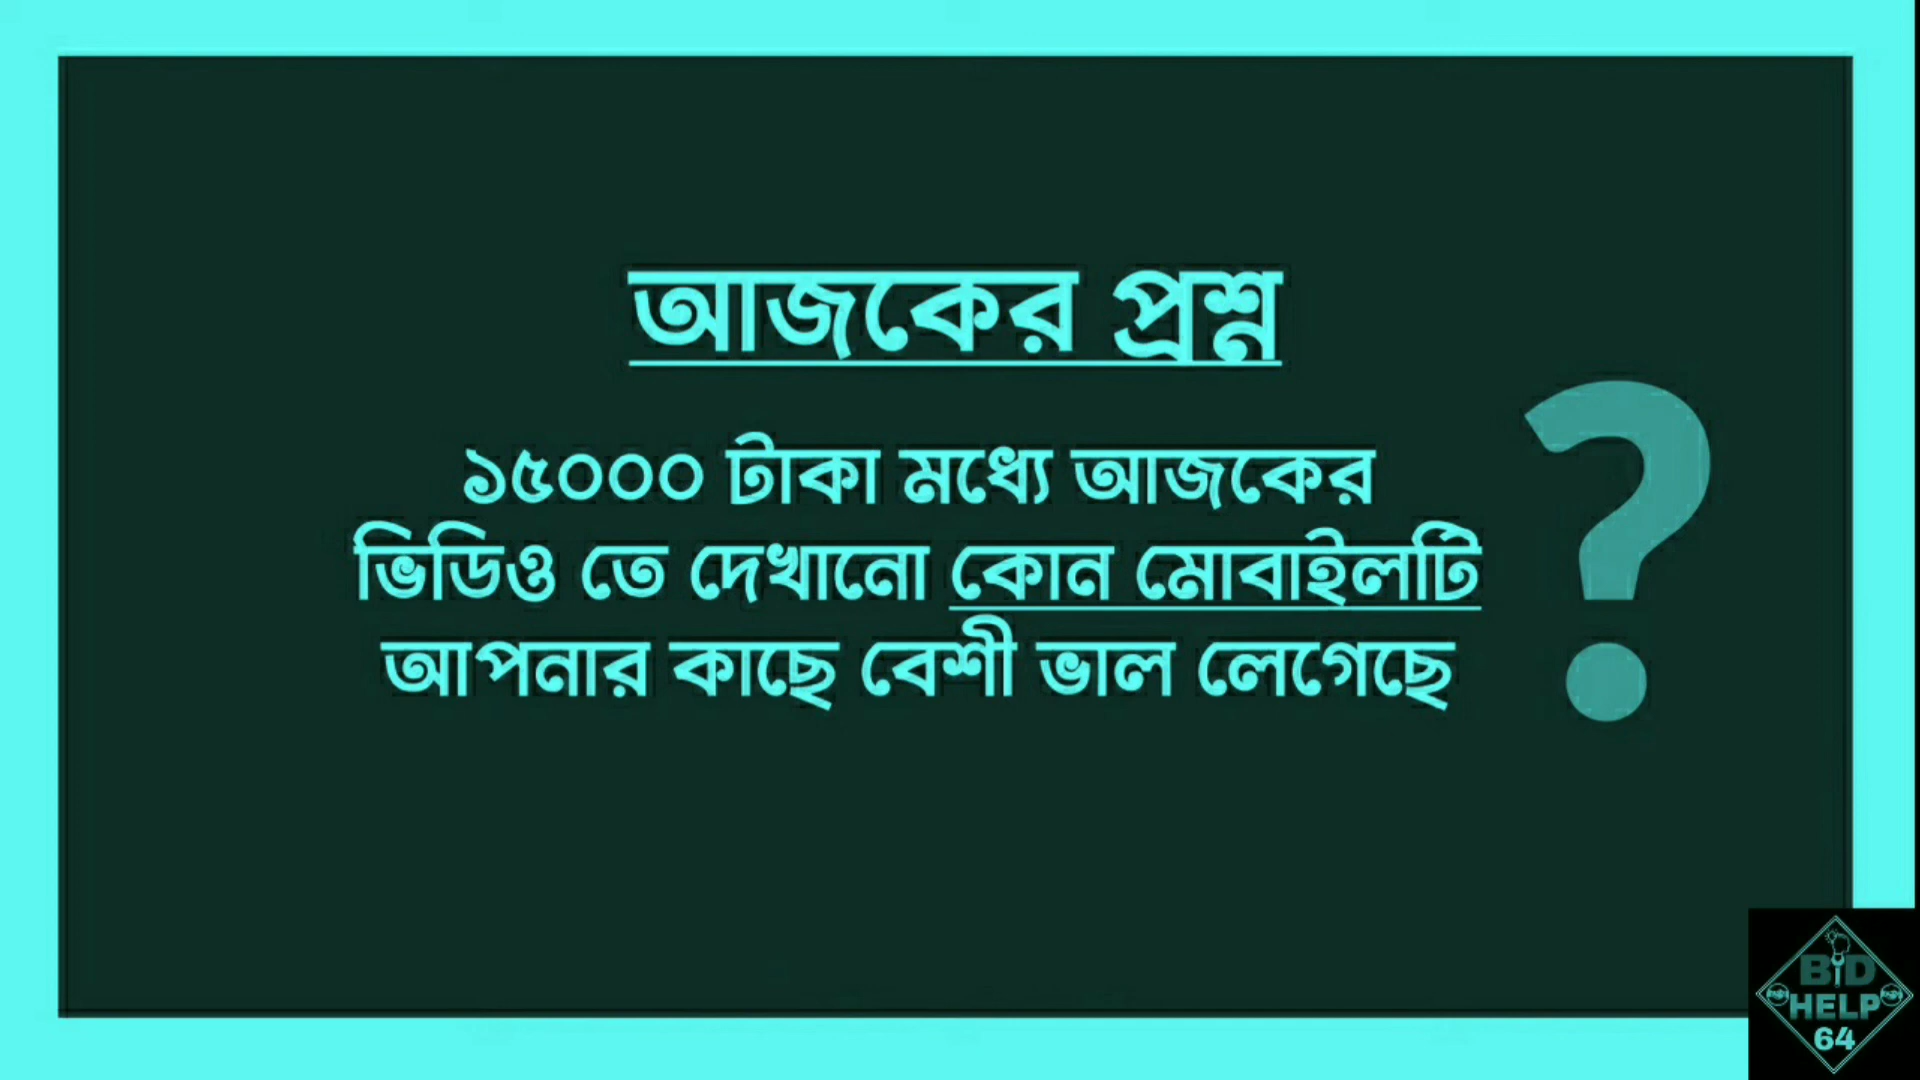 আজকের প্রশ্ন
১৫০০০ টাকা মধ্যে আজকের
ভিডিও তে দেখানো কোন মোবাইলটি
আপনার কাছে বেশী ভাল লেগেছে
?
BD
HELP
64